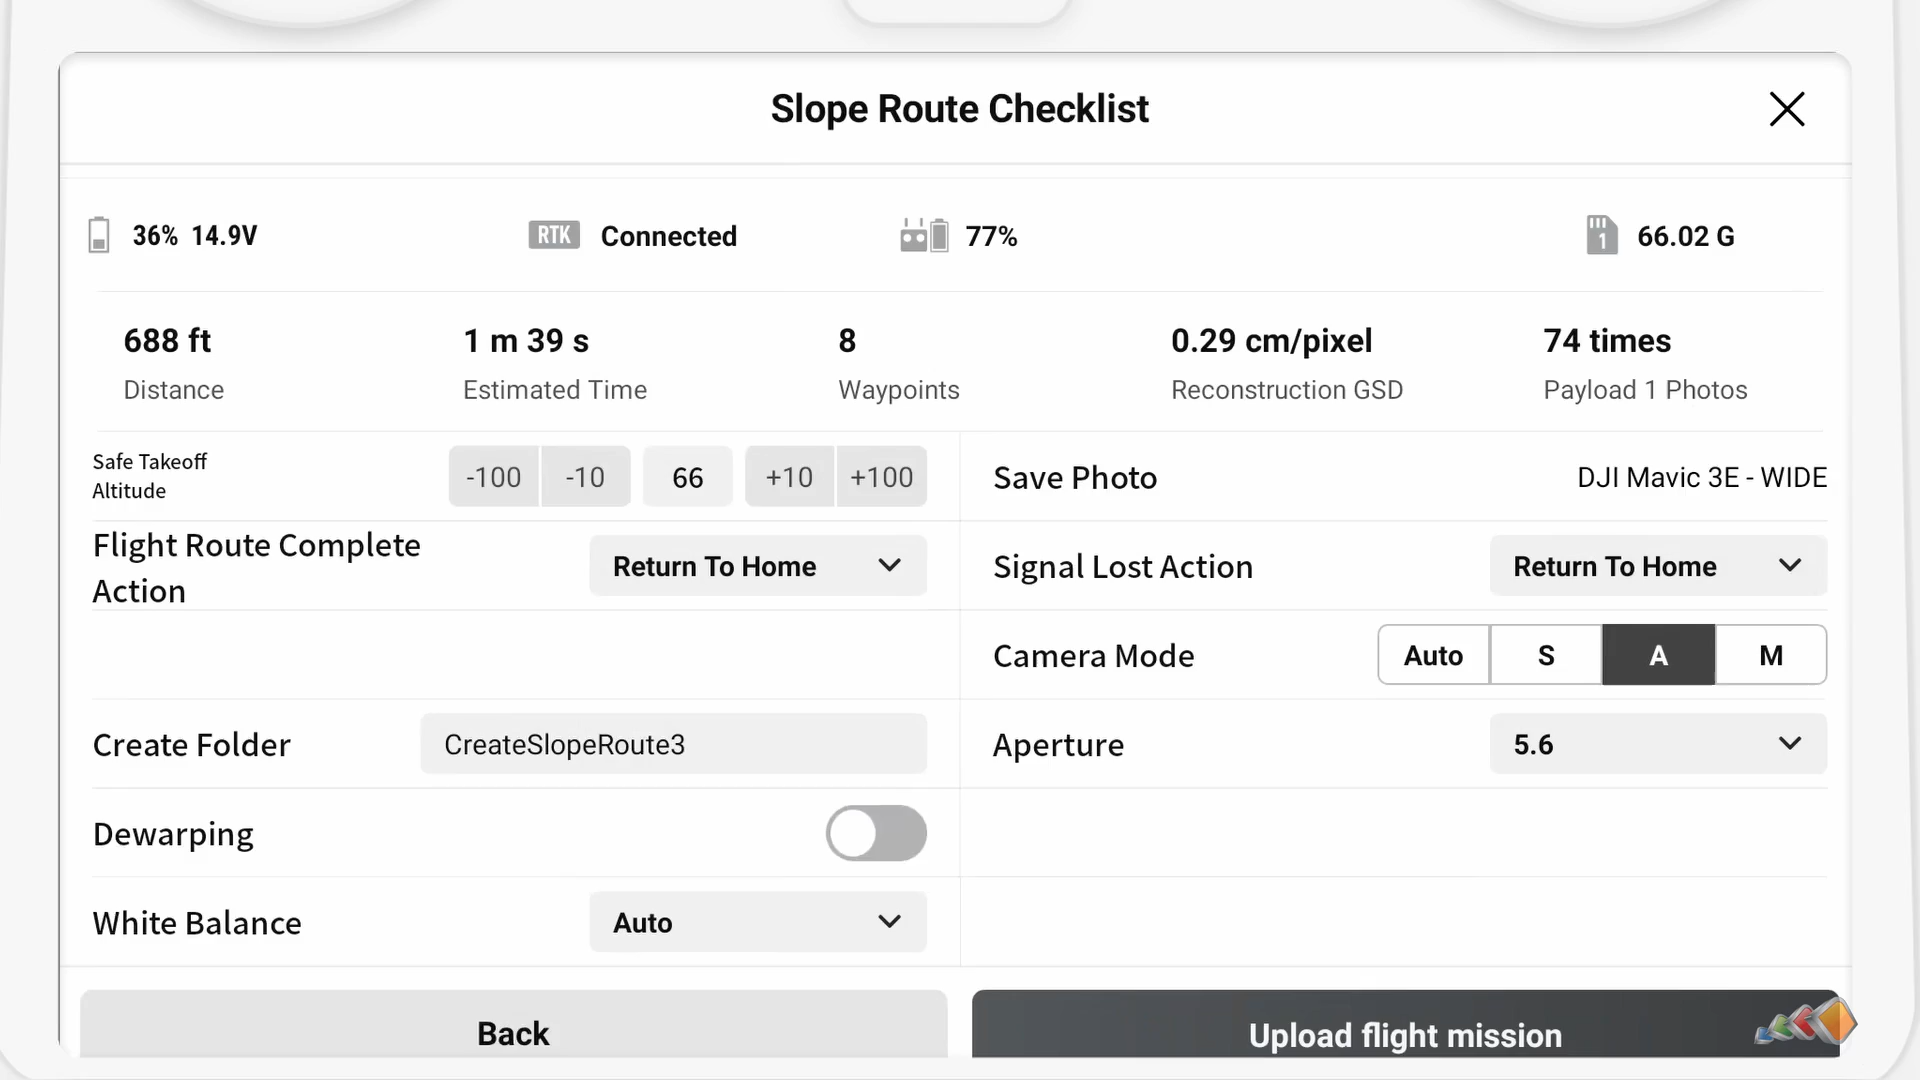 Slope Route Checklist
36% 14.9V
RTK Connected
77%
1 66.02 G
688 ft
Distance
1 m 39 s
Estimated Time
8
Waypoints
0.29 cm/pixel
Reconstruction GSD
74 times
Payload 1 Photos
Safe Takeoff
Altitude
-100 -10 66 +10 +100
Save Photo
DJI Mavic 3E - WIDE
Flight Route Complete
Action
Return To Home
Signal Lost Action
Return To Home
Camera Mode
Auto S A M
Create Folder
CreateSlopeRoute3
Aperture
5.6
Dewarping
White Balance
Auto
Back
Upload flight mission